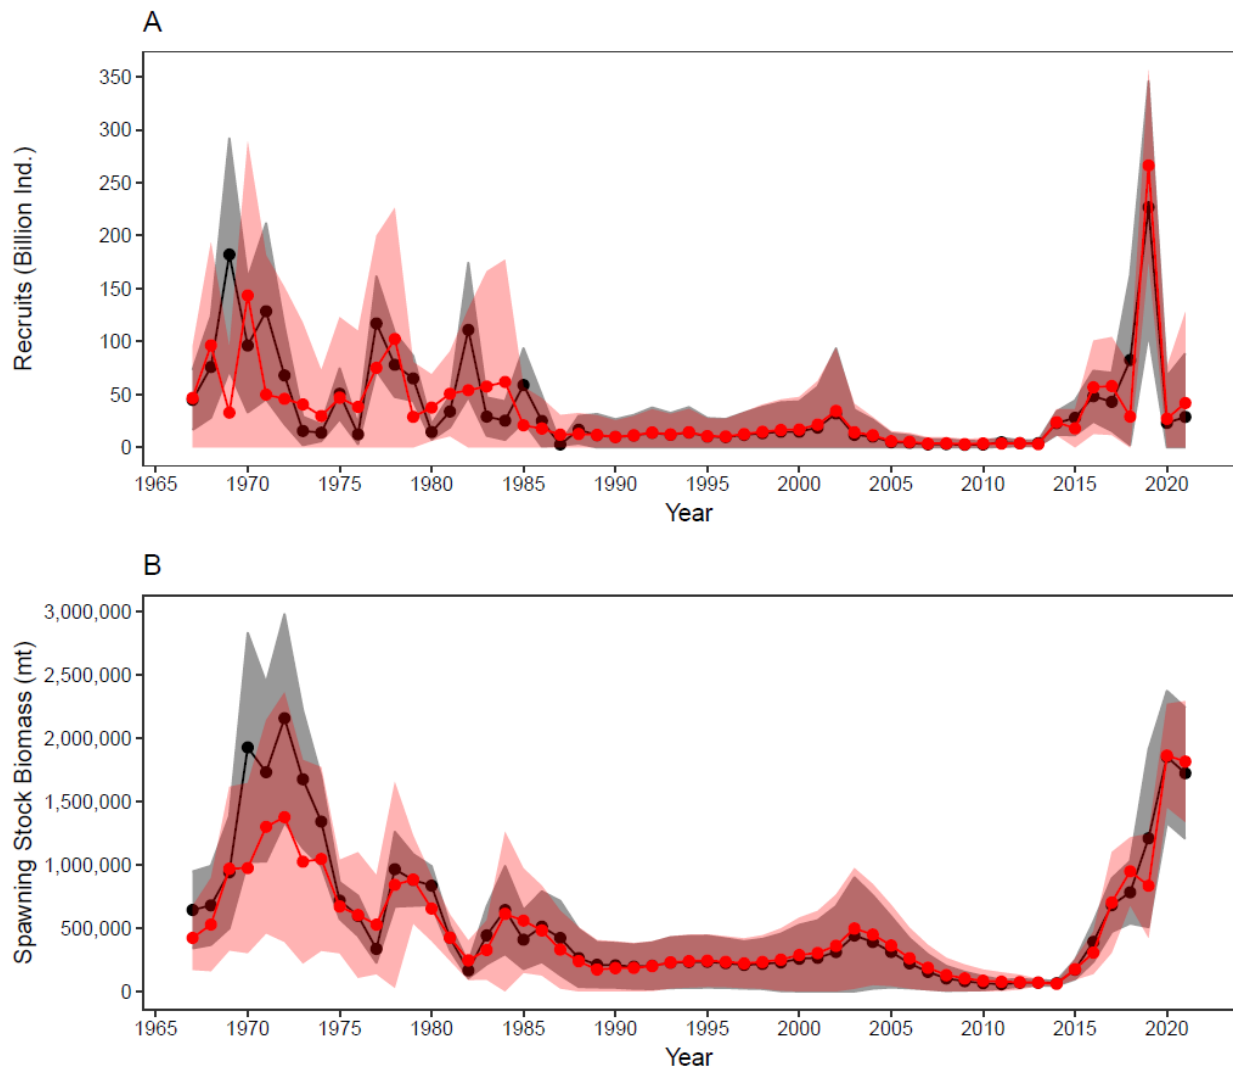 A
350
300
250
200
150
100
50
0
Recruits (Billion Ind.)
1965 1970 1975 1980 1985 1990 1995 2000 2005 2010 2015 2020
Year
B
3,000,000
2,500,000
2,000,000
1,500,000
1,000,000
500,000
0
Spawning Stock Biomass (mt)
1965 1970 1975 1980 1985 1990 1995 2000 2005 2010 2015 2020
Year